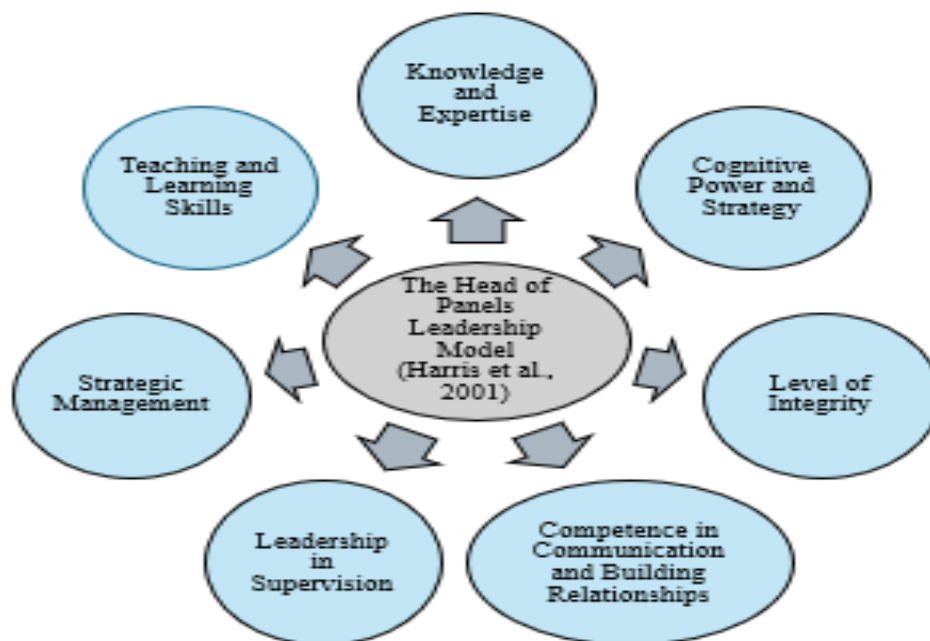 Knowledge
and
Expertise
Teaching and
Learning
Skills
Cognitive
Power and
Strategy
The Head of
Panels
Leadership
Model
(Harris et al.,
2001)
Strategic
Management
Level of
Integrity
Leadership
in
Supervision
Competence in
Communication
and Building
Relationships